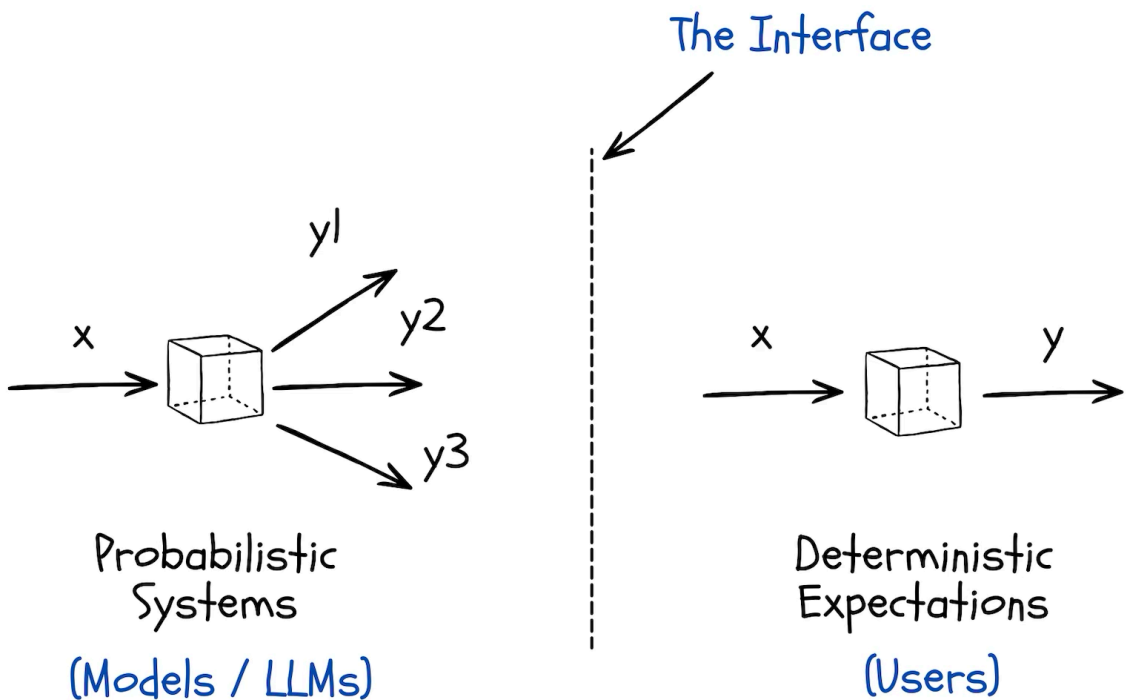 The Interface
y1
y2
x
y3
x
y
Probabilistic
Systems
(Models / LLMs)
Deterministic
Expectations
(Users)